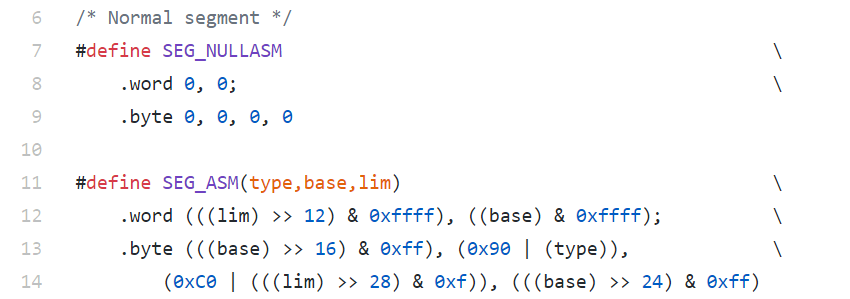 6 /* Normal segment */
7 #define SEG_NULLASM \
8 .word 0, 0; \
9 .byte 0, 0, 0, 0
10
11 #define SEG_ASM(type,base,lim) \
12 .word (((lim) >> 12) & 0xffff), ((base) & 0xffff); \
13 .byte (((base) >> 16) & 0xff), (0x90 | (type)), \
14 (0xC0 | (((lim) >> 28) & 0xf)), (((base) >> 24) & 0xff)